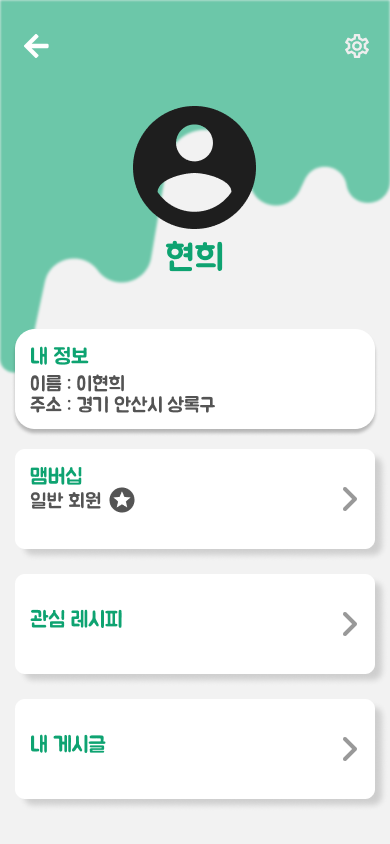 현희
내 정보
이름 : 이현희
주소 : 경기 안산시 상록구
맴버십
일반 회원
관심 레시피
내 게시글